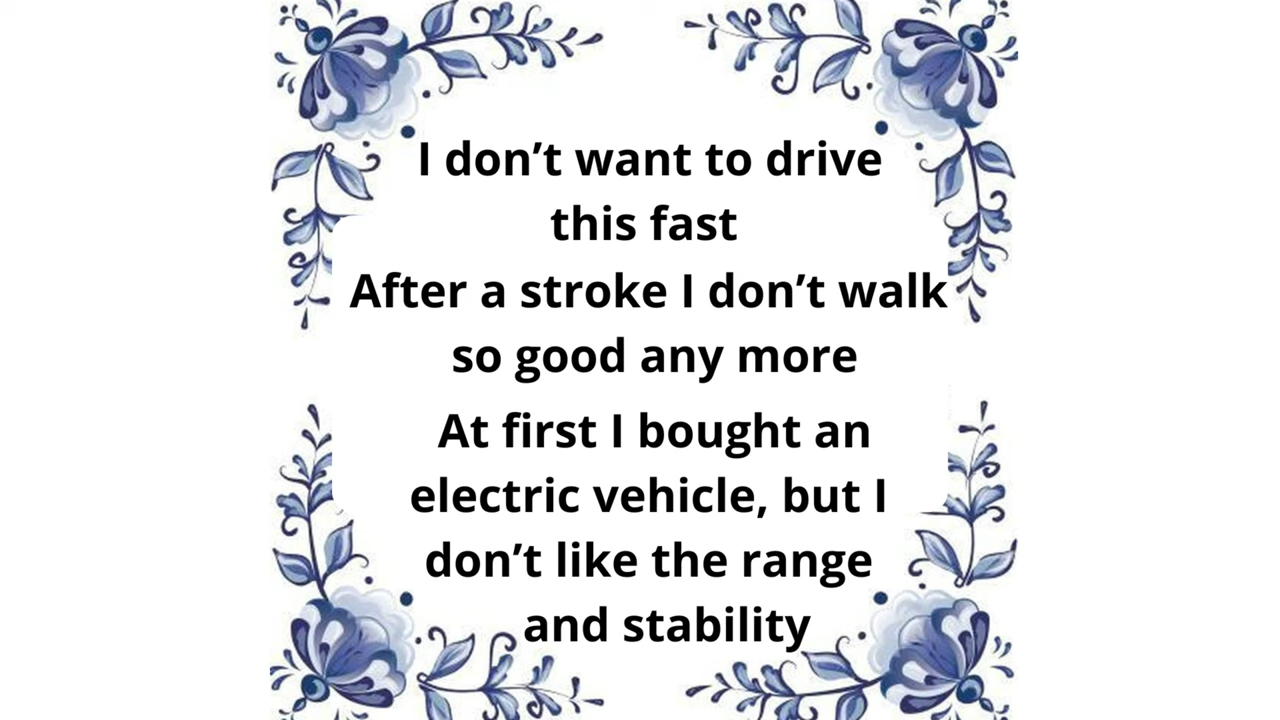 I don’t want to drive
this fast
After a stroke I don’t walk
so good any more
At first I bought an
electric vehicle, but I
don’t like the range
and stability